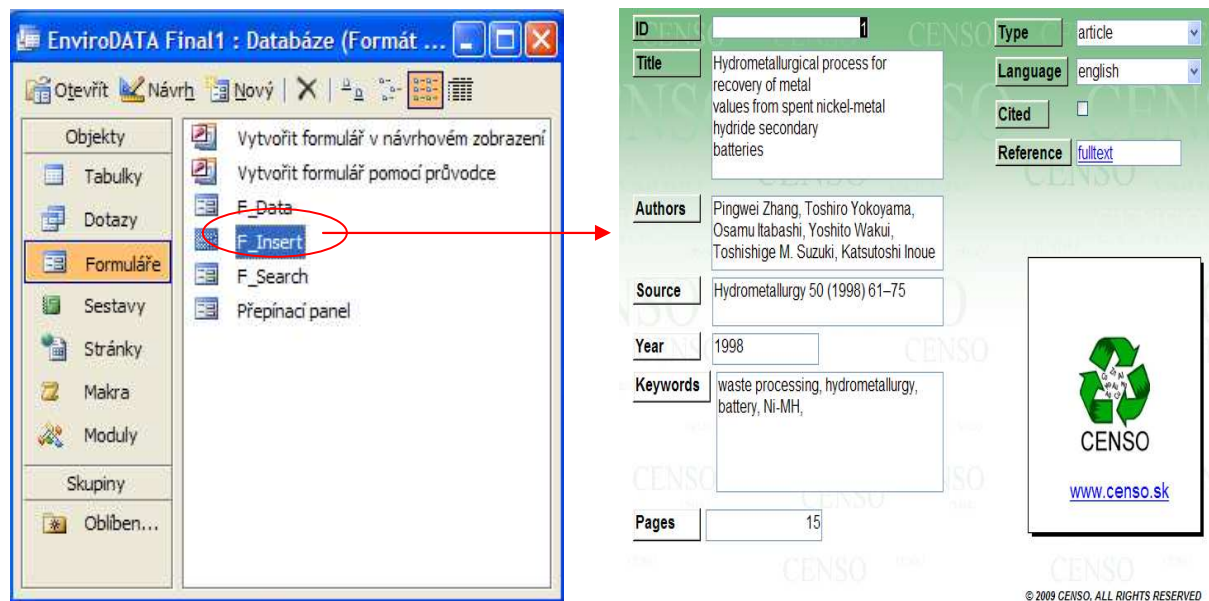 EnviroDATA Final1 : Databáze (Formát ...
Otevřít Návrh Nový
Objekty
Tabulky
Dotazy
Formuláře
Sestavy
Stránky
Makra
Moduly
Skupiny
Oblíben...
Vytvořit formulář v návrhovém zobrazení
Vytvořit formulář pomocí průvodce
F_Data
F_Insert
F_Search
Přepínací panel
ID 1
Title Hydrometallurgical process for
recovery of metal
values from spent nickel-metal
hydride secondary
batteries
Authors Pingwei Zhang, Toshiro Yokoyama,
Osamu Itabashi, Yoshito Wakui,
Toshishige M. Suzuki, Katsutoshi Inoue
Source Hydrometallurgy 50 (1998) 61–75
Year 1998
Keywords waste processing, hydrometallurgy,
battery, Ni-MH,
Pages 15
Type article
Language english
Cited
Reference fulltext
CENSO
www.censo.sk
© 2009 CENSO, ALL RIGHTS RESERVED